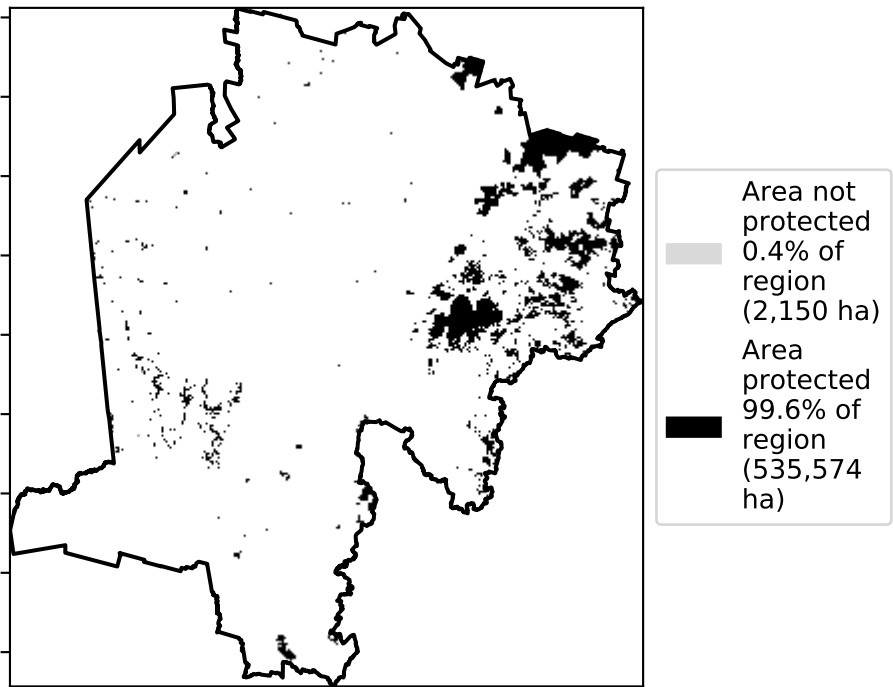 Area not
protected
0.4% of
region
(2,150 ha)
Area
protected
99.6% of
region
(535,574
ha)